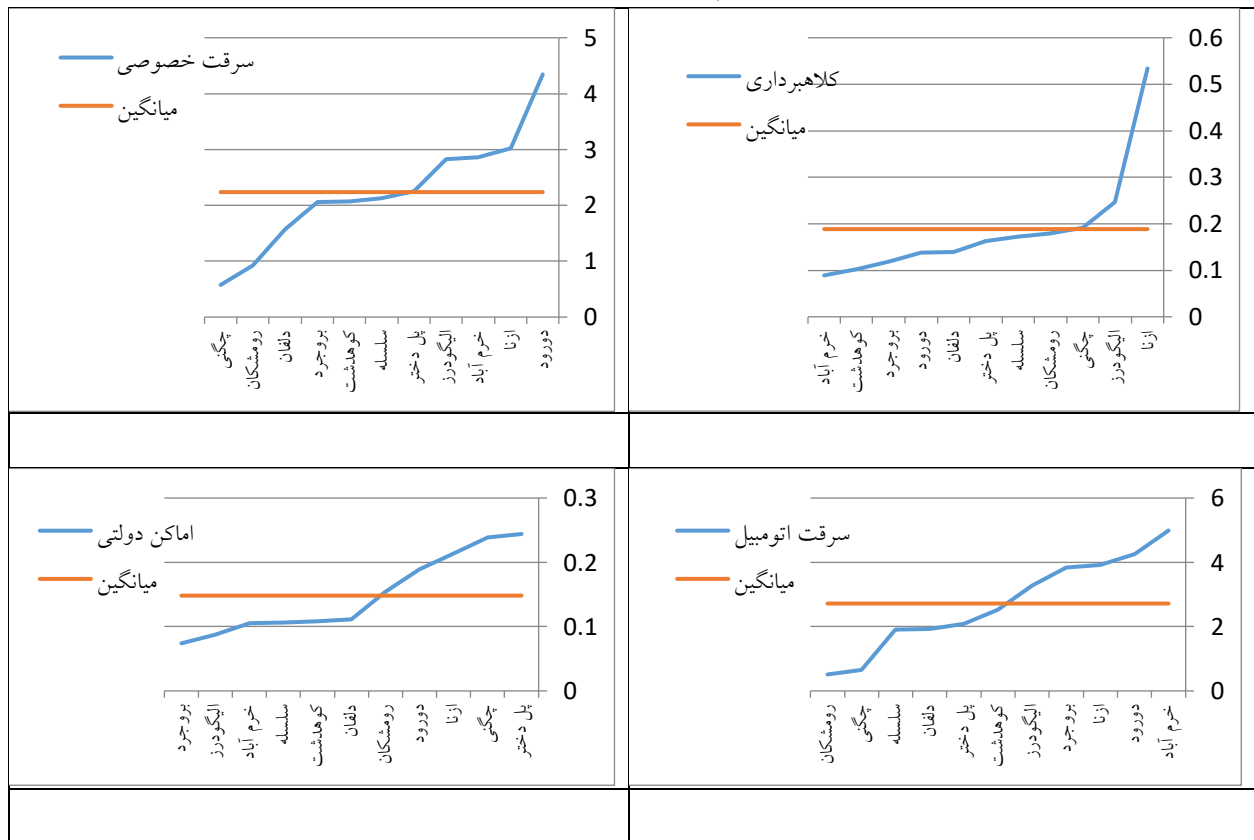 کلاهبرداری
میانگین
0.6
0.5
0.4
0.3
0.2
0.1
0
ازنا
الیگودرز
چگنی
رومشکان
سلسله
پل دختر
دلفان
دورود
بروجرد
کوهدشت
خرم آباد
سرقت خصوصی
میانگین
5
4
3
2
1
0
دورود
ازنا
خرم آباد
الیگودرز
پل دختر
سلسله
کوهدشت
بروجرد
دلفان
رومشکان
چگنی
سرقت اتومبیل
میانگین
6
4
2
0
خرم آباد
دورود
ازنا
بروجرد
الیگودرز
کوهدشت
پل دختر
دلفان
سلسله
چگنی
رومشکان
اماکن دولتی
میانگین
0.3
0.2
0.1
0
پل دختر
چگنی
ازنا
دورود
رومشکان
دلفان
کوهدشت
سلسله
خرم آباد
الیگودرز
بروجرد